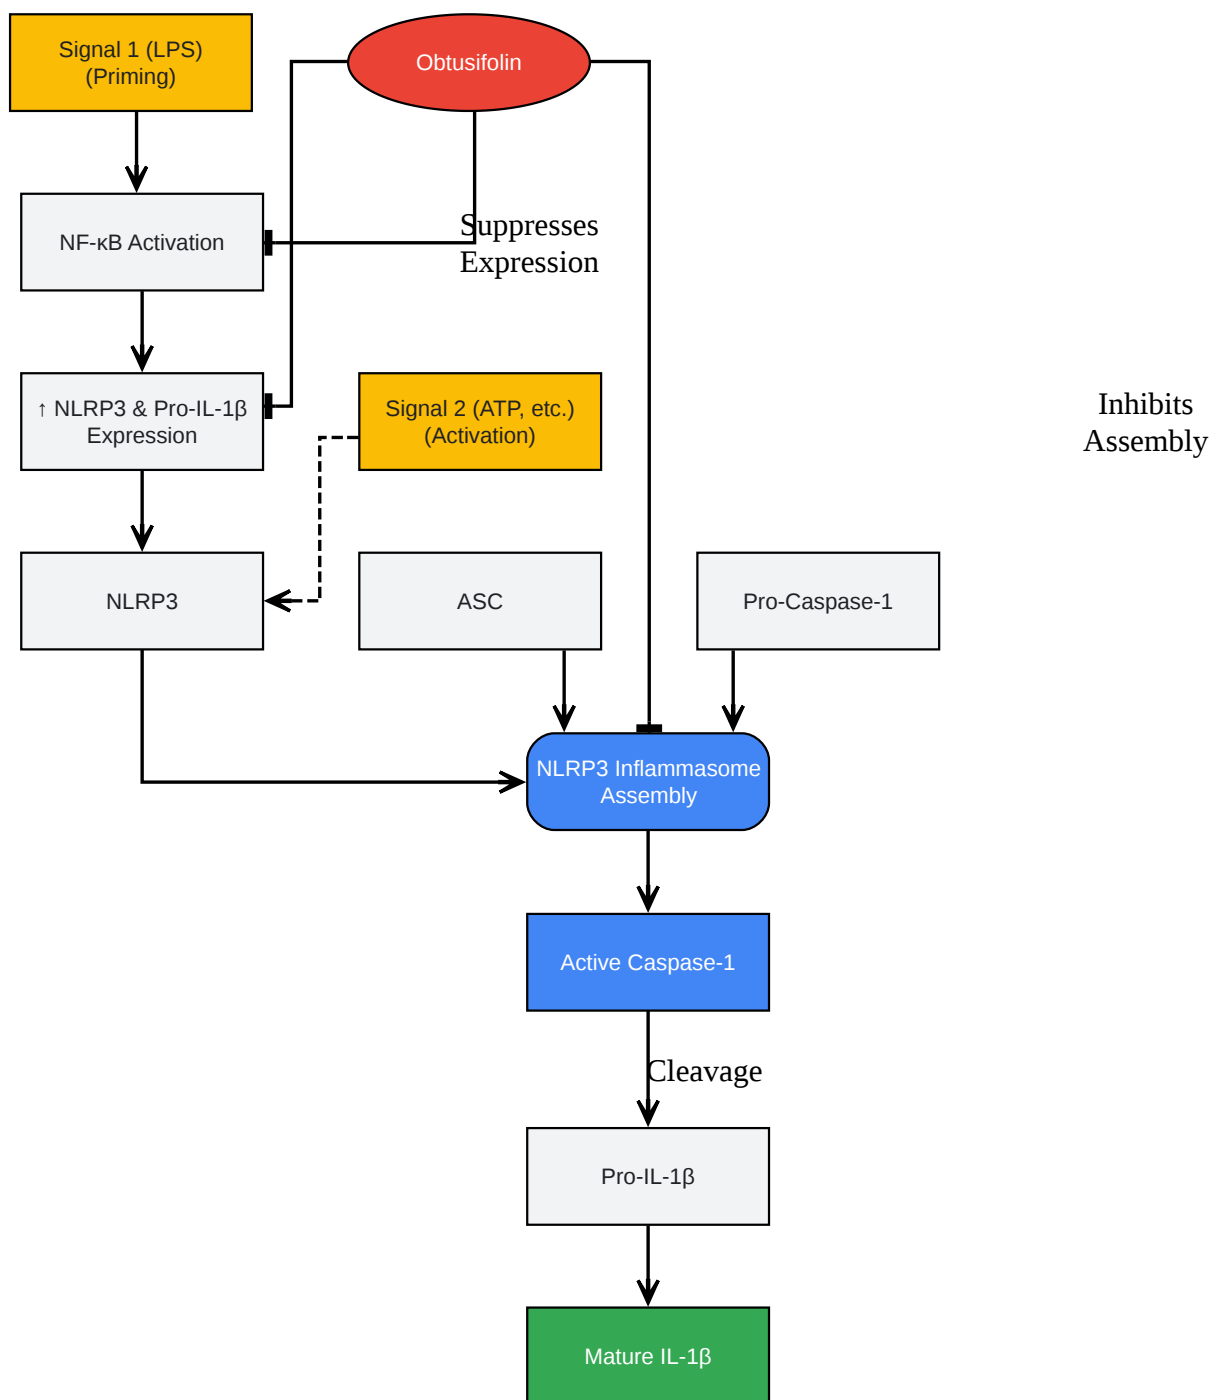 Signal 1 (LPS)
(Priming)
Obtusifolin
NF-κB Activation
Suppresses
Expression
↑ NLRP3 & Pro-IL-1β
Expression
Signal 2 (ATP, etc.)
(Activation)
Inhibits
Assembly
NLRP3
ASC
Pro-Caspase-1
NLRP3 Inflammasome
Assembly
Active Caspase-1
Cleavage
Pro-IL-1β
Mature IL-1β